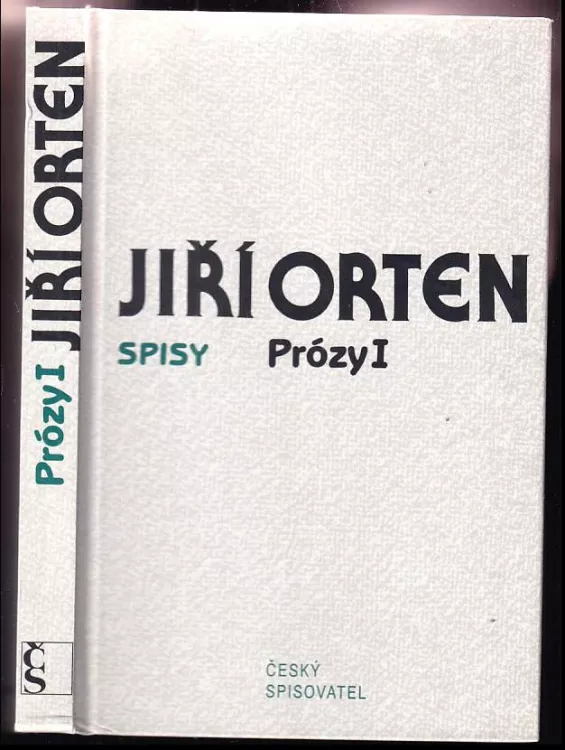 JIŘÍ ORTEN
SPISY Prózy I
ČESKÝ
SPISOVATEL
Prózy I JIŘÍ ORTEN
ČS